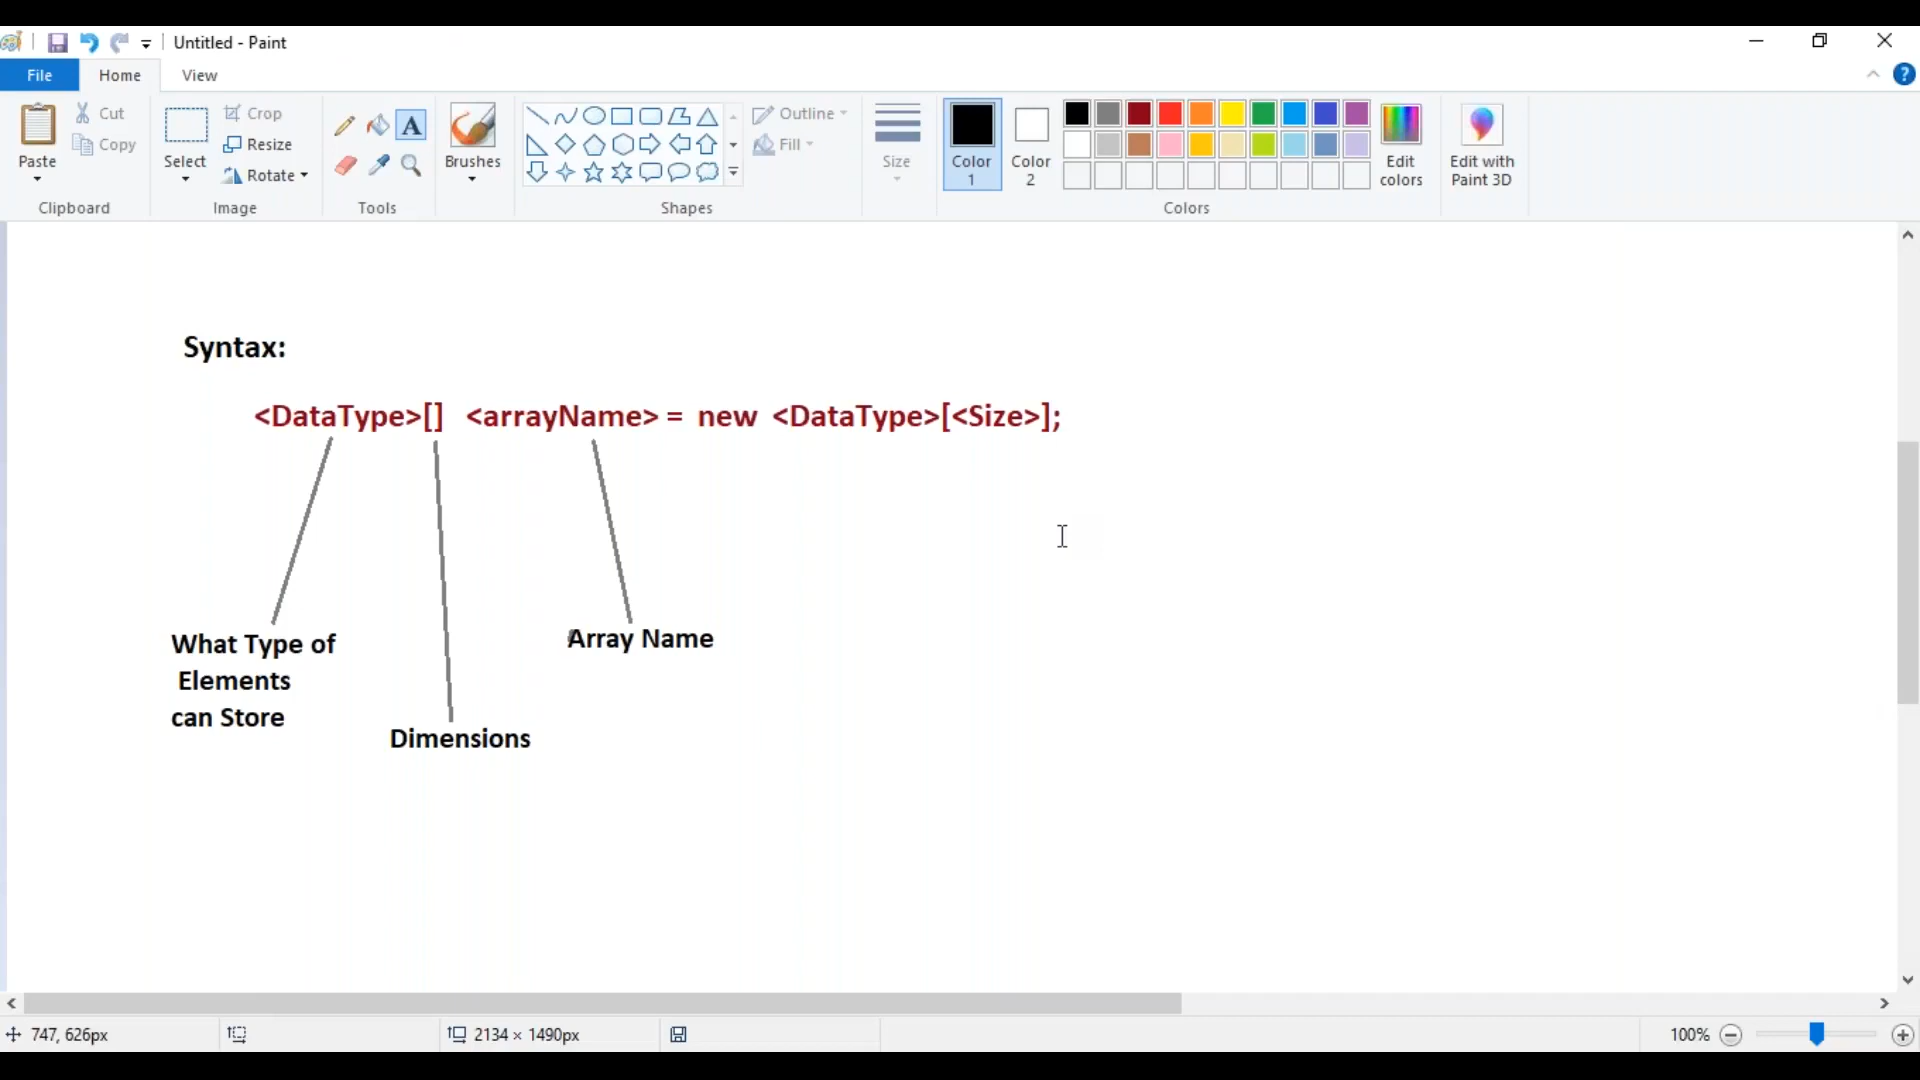 Untitled - Paint
File Home View
Paste
Cut
Copy
Clipboard
Select
Crop
Resize
Rotate
Image
A
Tools
Brushes
Outline
Fill
Shapes
Size
Color 1
Color 2
Edit colors
Edit with Paint 3D
Colors
?
Syntax:
<DataType>[] <arrayName> = new <DataType>[<Size>];
What Type of
Elements
can Store
Dimensions
Array Name
747, 626px
2134 × 1490px
100%